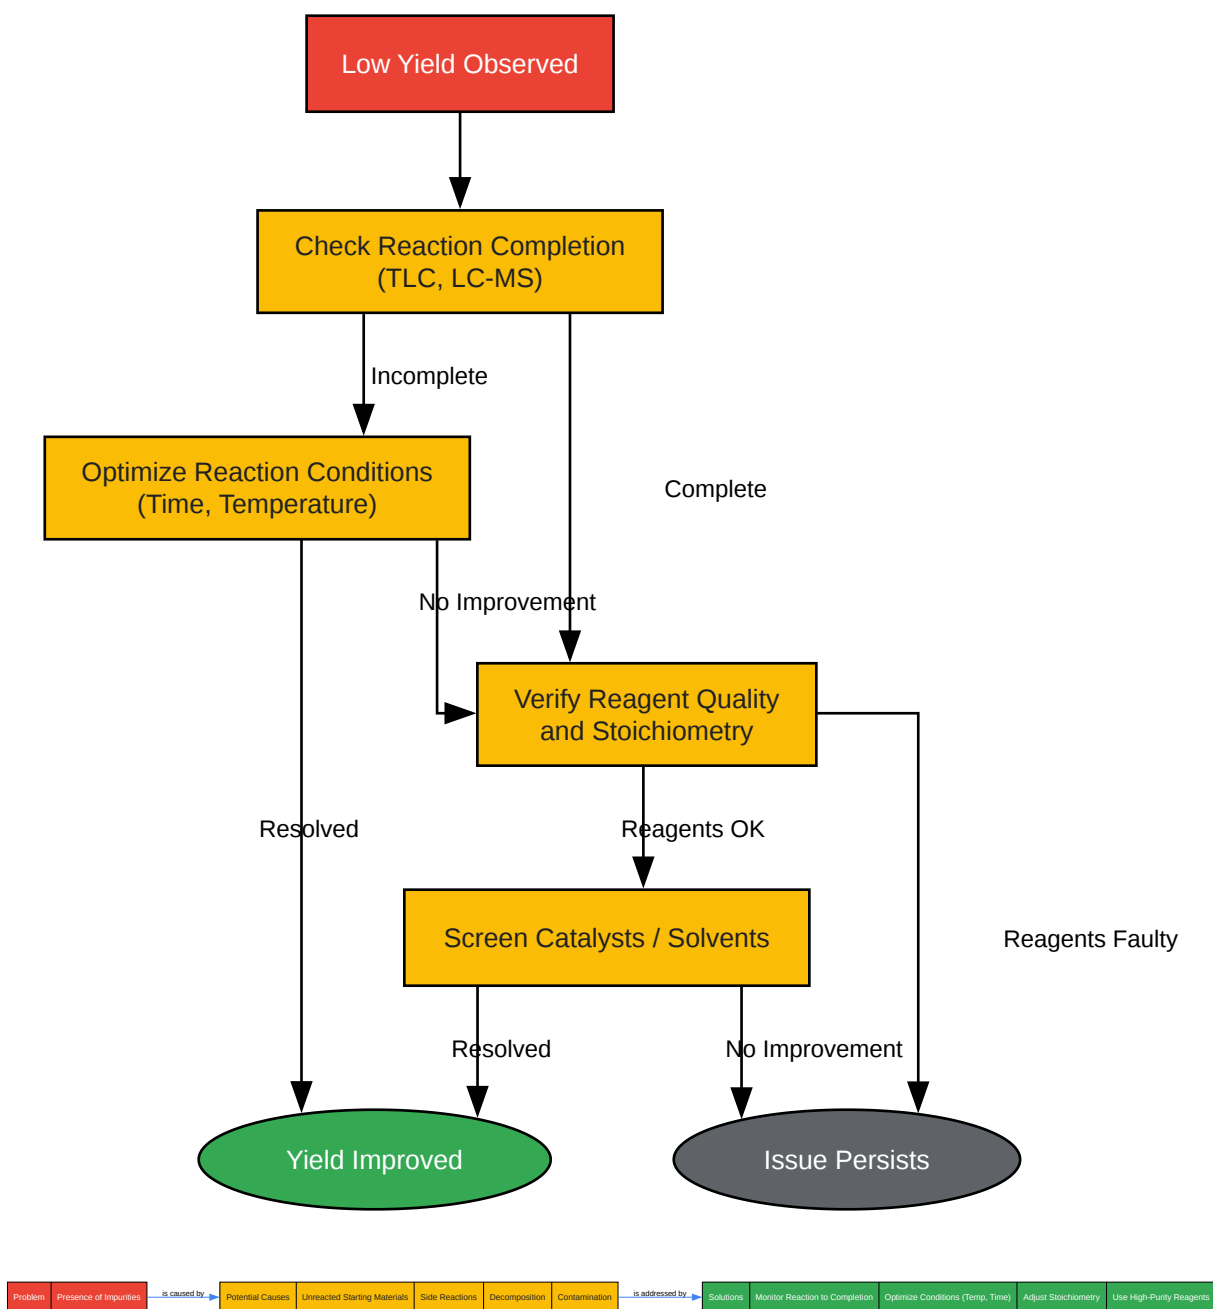 Low Yield Observed
Check Reaction Completion
(TLC, LC-MS)
Incomplete
Optimize Reaction Conditions
(Time, Temperature)
Complete
No Improvement
Verify Reagent Quality
and Stoichiometry
Resolved
Reagents OK
Screen Catalysts / Solvents
Reagents Faulty
Resolved
No Improvement
Yield Improved
Issue Persists
Problem
Presence of Impurities
is caused by
Potential Causes
Unreacted Starting Materials
Side Reactions
Decomposition
Contamination
is addressed by
Solutions
Monitor Reaction to Completion
Optimize Conditions (Temp, Time)
Adjust Stoichiometry
Use High-Purity Reagents